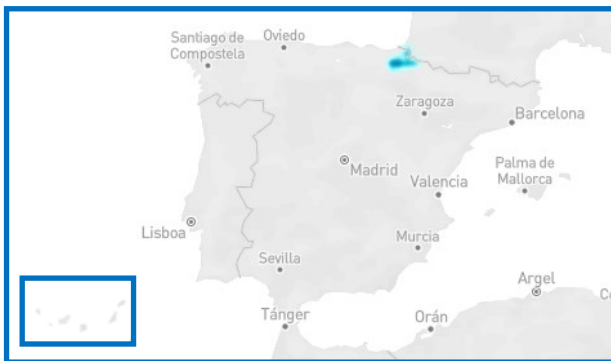 Oviedo
Santiago de
Compostela
Zaragoza
Barcelona
Madrid
Palma de
Mallorca
Valencia
Lisboa
Murcia
Sevilla
Argel
Tánger
Orán